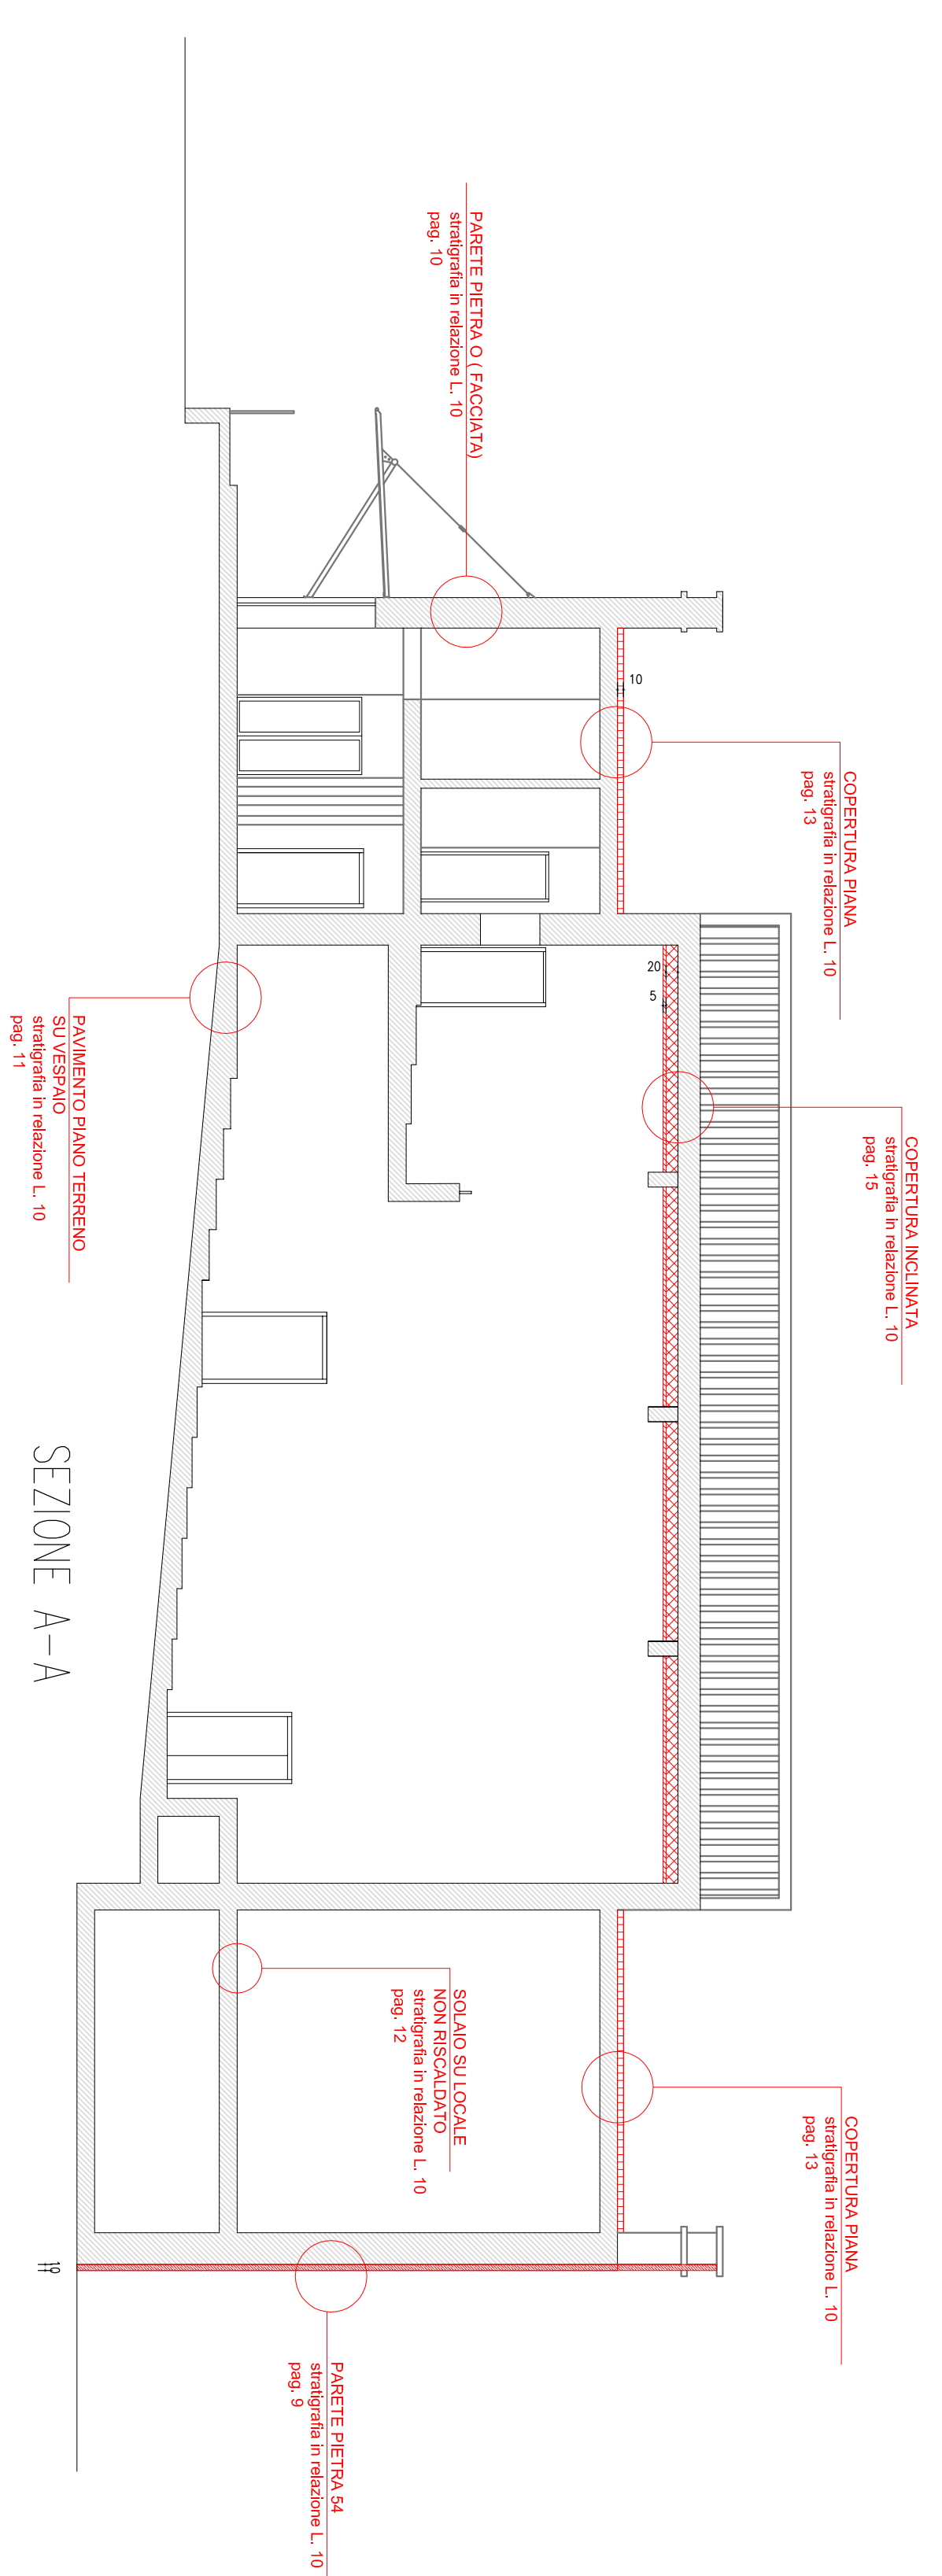 PARETE PIETRA O ( FACCIATA)
stratigrafia in relazione L. 10
pag. 10
COPERTURA PIANA
stratigrafia in relazione L. 10
pag. 13
10
COPERTURA INCLINATA
stratigrafia in relazione L. 10
pag. 15
20
5
PAVIMENTO PIANO TERRENO
SU VESPAIO
stratigrafia in relazione L. 10
pag. 11
SOLAIO SU LOCALE
NON RISCALDATO
stratigrafia in relazione L. 10
pag. 12
COPERTURA PIANA
stratigrafia in relazione L. 10
pag. 13
PARETE PIETRA 54
stratigrafia in relazione L. 10
pag. 9
10
SEZIONE A-A